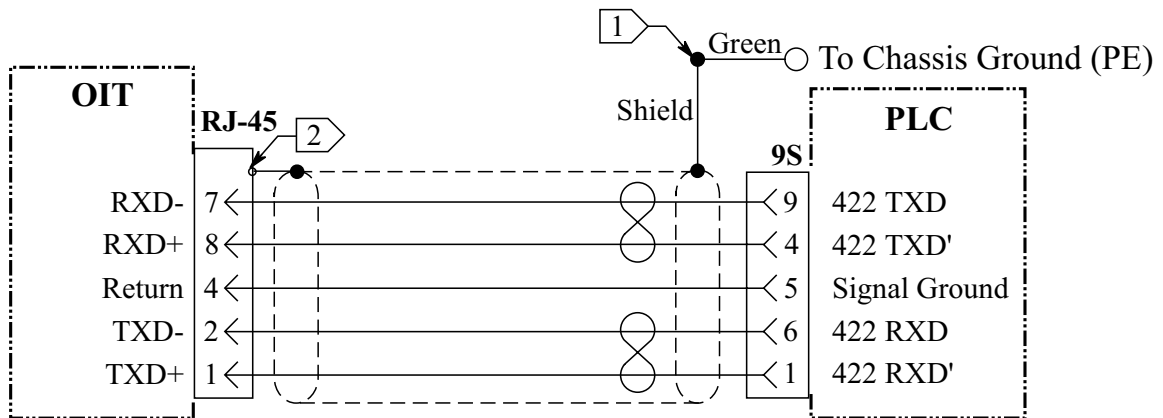 1
Green
To Chassis Ground (PE)
OIT
RJ-45
2
Shield
PLC
9S
RXD- 7 9 422 TXD
RXD+ 8 4 422 TXD'
Return 4 5 Signal Ground
TXD- 2 6 422 RXD
TXD+ 1 1 422 RXD'